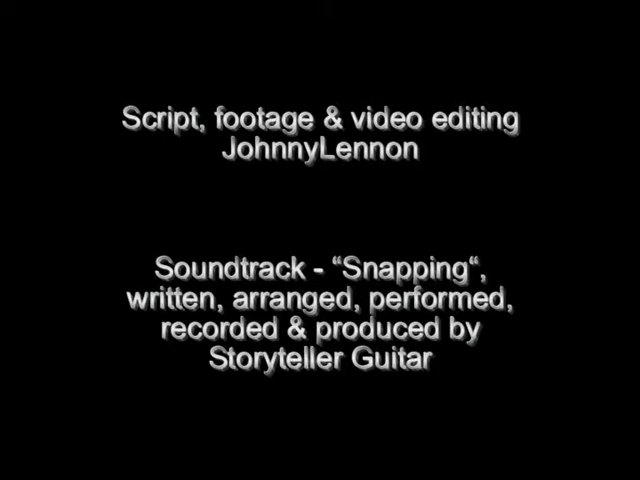 Script, footage & video editing
JohnnyLennon
Soundtrack - “Snapping“,
written, arranged, performed,
recorded & produced by
Storyteller Guitar